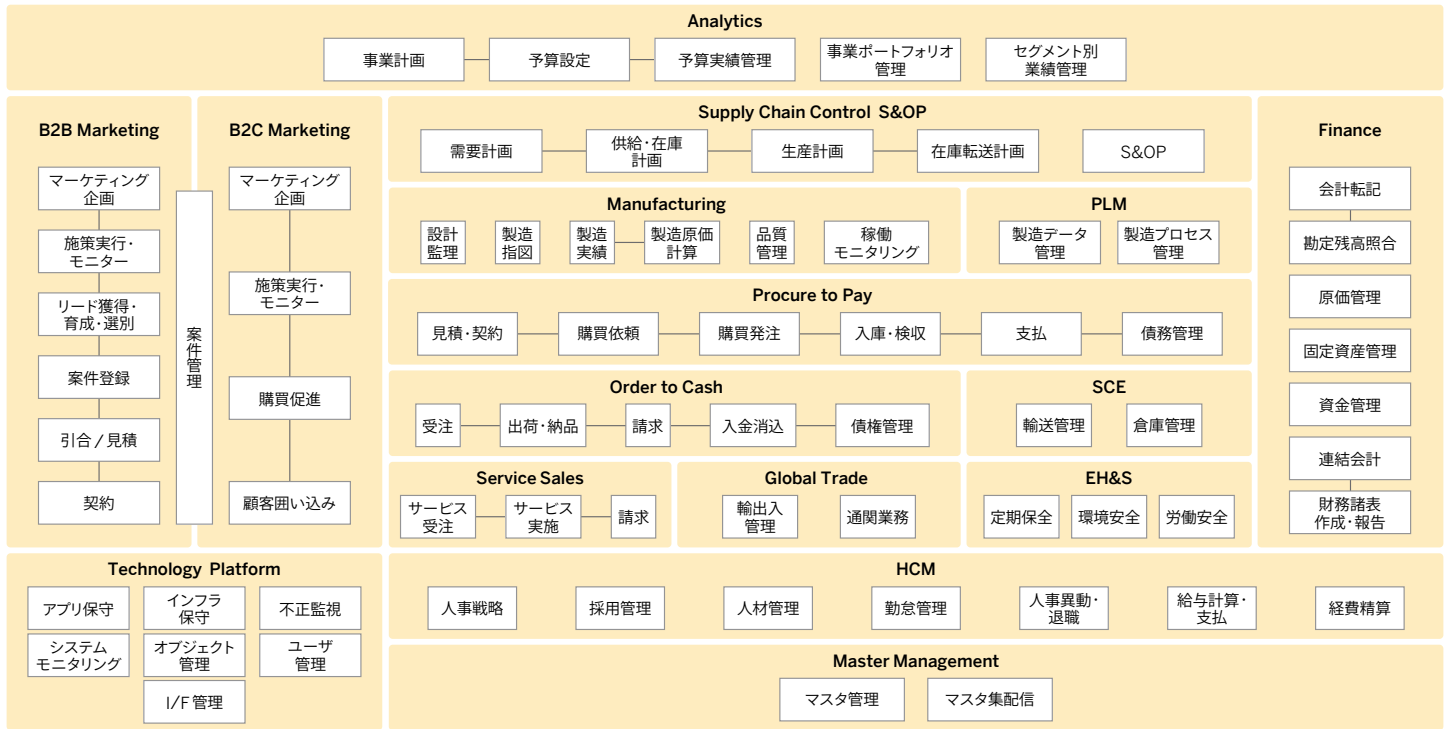 Analytics
事業計画
予算設定
予算実績管理
事業ポートフォリオ
管理
セグメント別
業績管理
B2B Marketing
マーケティング
企画
施策実行・
モニター
リード獲得・
育成・選別
案件登録
引合 / 見積
契約
案件管理
B2C Marketing
マーケティング
企画
施策実行・
モニター
購買促進
顧客囲い込み
Supply Chain Control S&OP
需要計画
供給・在庫
計画
生産計画
在庫転送計画
S&OP
Manufacturing
設計
監理
製造
指図
製造
実績
製造原価
計算
品質
管理
稼働
モニタリング
PLM
製造データ
管理
製造プロセス
管理
Procure to Pay
見積・契約
購買依頼
購買発注
入庫・検収
支払
債務管理
Order to Cash
受注
出荷・納品
請求
入金消込
債権管理
SCE
輸送管理
倉庫管理
Service Sales
サービス
受注
サービス
実施
請求
Global Trade
輸出入
管理
通関業務
EH&S
定期保全
環境安全
労働安全
Finance
会計転記
勘定残高照合
原価管理
固定資産管理
資金管理
連結会計
財務諸表
作成・報告
Technology Platform
アプリ保守
インフラ
保守
不正監視
システム
モニタリング
オブジェクト
管理
ユーザ
管理
I/F 管理
HCM
人事戦略
採用管理
人材管理
勤怠管理
人事異動・
退職
給与計算・
支払
経費精算
Master Management
マスタ管理
マスタ集配信